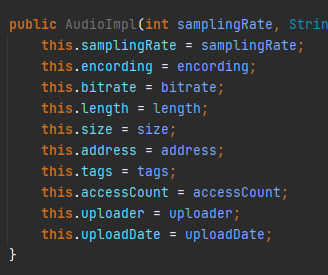 public AudioImpl(int samplingRate, Strin
this.samplingRate = samplingRate;
this.encording = encording;
this.bitrate = bitrate;
this.length = length;
this.size = size;
this.address = address;
this.tags = tags;
this.accessCount = accessCount;
this.uploader = uploader;
this.uploadDate = uploadDate;
}